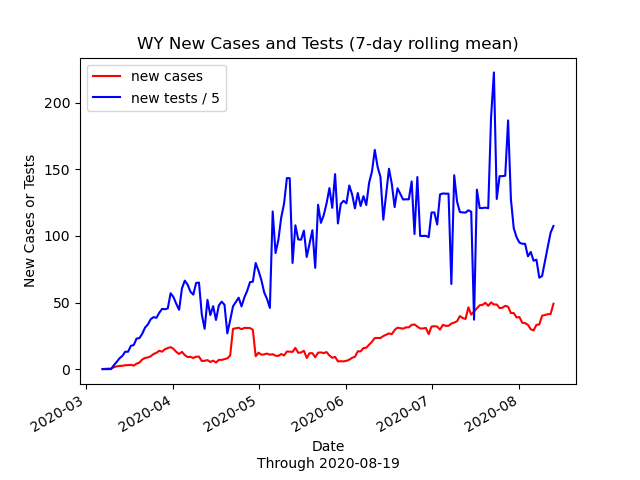 WY New Cases and Tests (7-day rolling mean)
new cases
new tests / 5
New Cases or Tests
200
150
100
50
0
2020-03
2020-04
2020-05
2020-06
2020-07
2020-08
Date
Through 2020-08-19